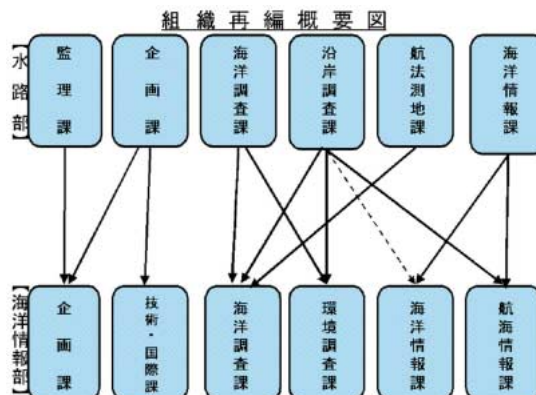 組織再編概要図
【水路部】
監理課
企画課
海洋調査課
沿岸調査課
航法測地課
海洋情報課
【海洋情報部】
企画課
技術・国際課
海洋調査課
環境調査課
海洋情報課
航海情報課